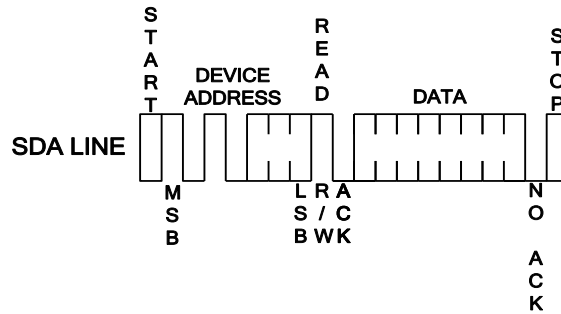 START
READ
STOP
DEVICE
ADDRESS
DATA
SDA LINE
MSB
LSB
R/W
ACK
NO ACK